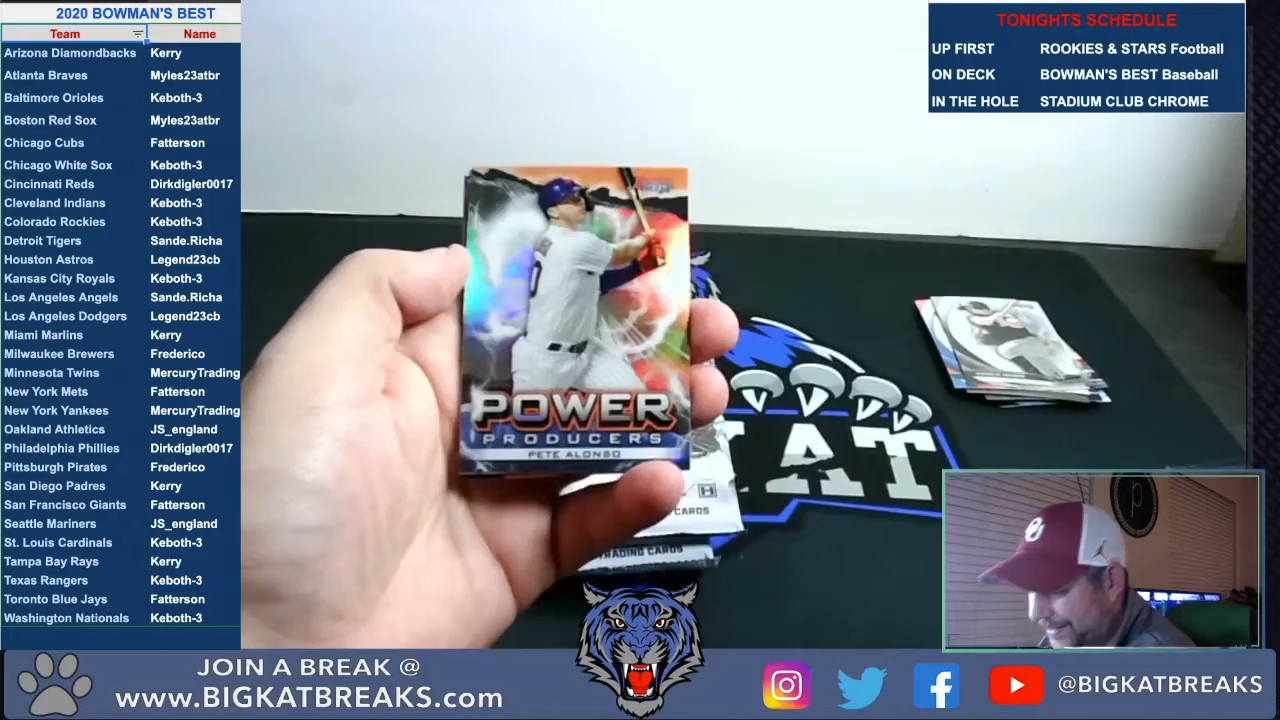 2020 BOWMAN'S BEST
Team Name
Arizona Diamondbacks Kerry
Atlanta Braves Myles23atbr
Baltimore Orioles Keboth-3
Boston Red Sox Myles23atbr
Chicago Cubs Fatterson
Chicago White Sox Keboth-3
Cincinnati Reds Dirkdigler0017
Cleveland Indians Keboth-3
Colorado Rockies Keboth-3
Detroit Tigers Sande.Richa
Houston Astros Legend23cb
Kansas City Royals Keboth-3
Los Angeles Angels Sande.Richa
Los Angeles Dodgers Legend23cb
Miami Marlins Kerry
Milwaukee Brewers Frederico
Minnesota Twins MercuryTrading
New York Mets Fatterson
New York Yankees MercuryTrading
Oakland Athletics JS_england
Philadelphia Phillies Dirkdigler0017
Pittsburgh Pirates Frederico
San Diego Padres Kerry
San Francisco Giants Fatterson
Seattle Mariners JS_england
St. Louis Cardinals Keboth-3
Tampa Bay Rays Kerry
Texas Rangers Keboth-3
Toronto Blue Jays Fatterson
Washington Nationals Keboth-3
TONIGHTS SCHEDULE
UP FIRST ROOKIES & STARS Football
ON DECK BOWMAN'S BEST Baseball
IN THE HOLE STADIUM CLUB CHROME
POWER
PRODUCERS
PETE ALONSO
KAT
H
CARDS
TRADING CARDS
OU
P
JOIN A BREAK @
www.BIGKATBREAKS.com
@BIGKATBREAKS